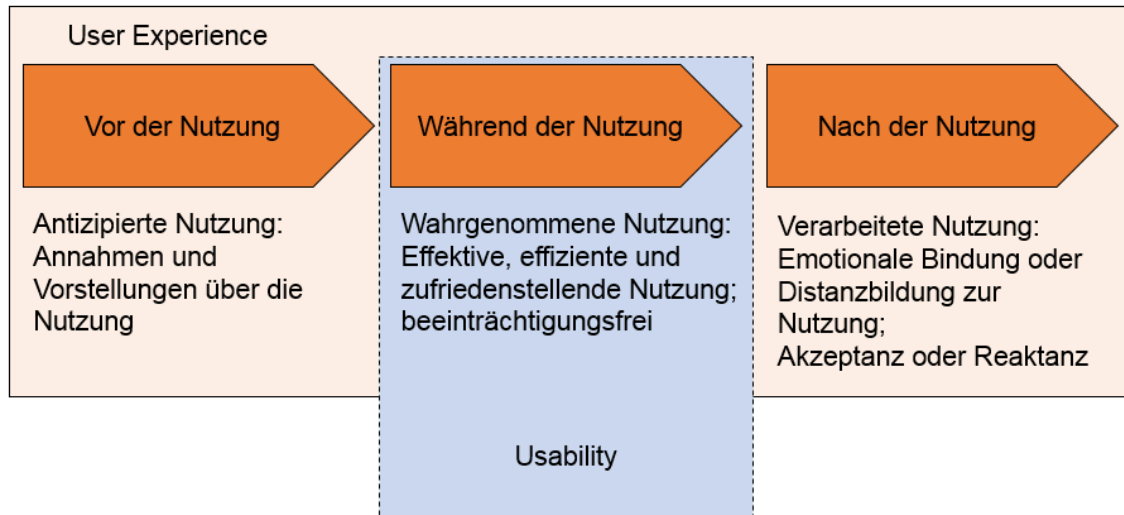 User Experience
Vor der Nutzung
Während der Nutzung
Nach der Nutzung
Antizipierte Nutzung:
Annahmen und
Vorstellungen über die
Nutzung
Wahrgenommene Nutzung:
Effektive, effiziente und
zufriedenstellende Nutzung;
beeinträchtigungsfrei
Verarbeitete Nutzung:
Emotionale Bindung oder
Distanzbildung zur
Nutzung;
Akzeptanz oder Reaktanz
Usability